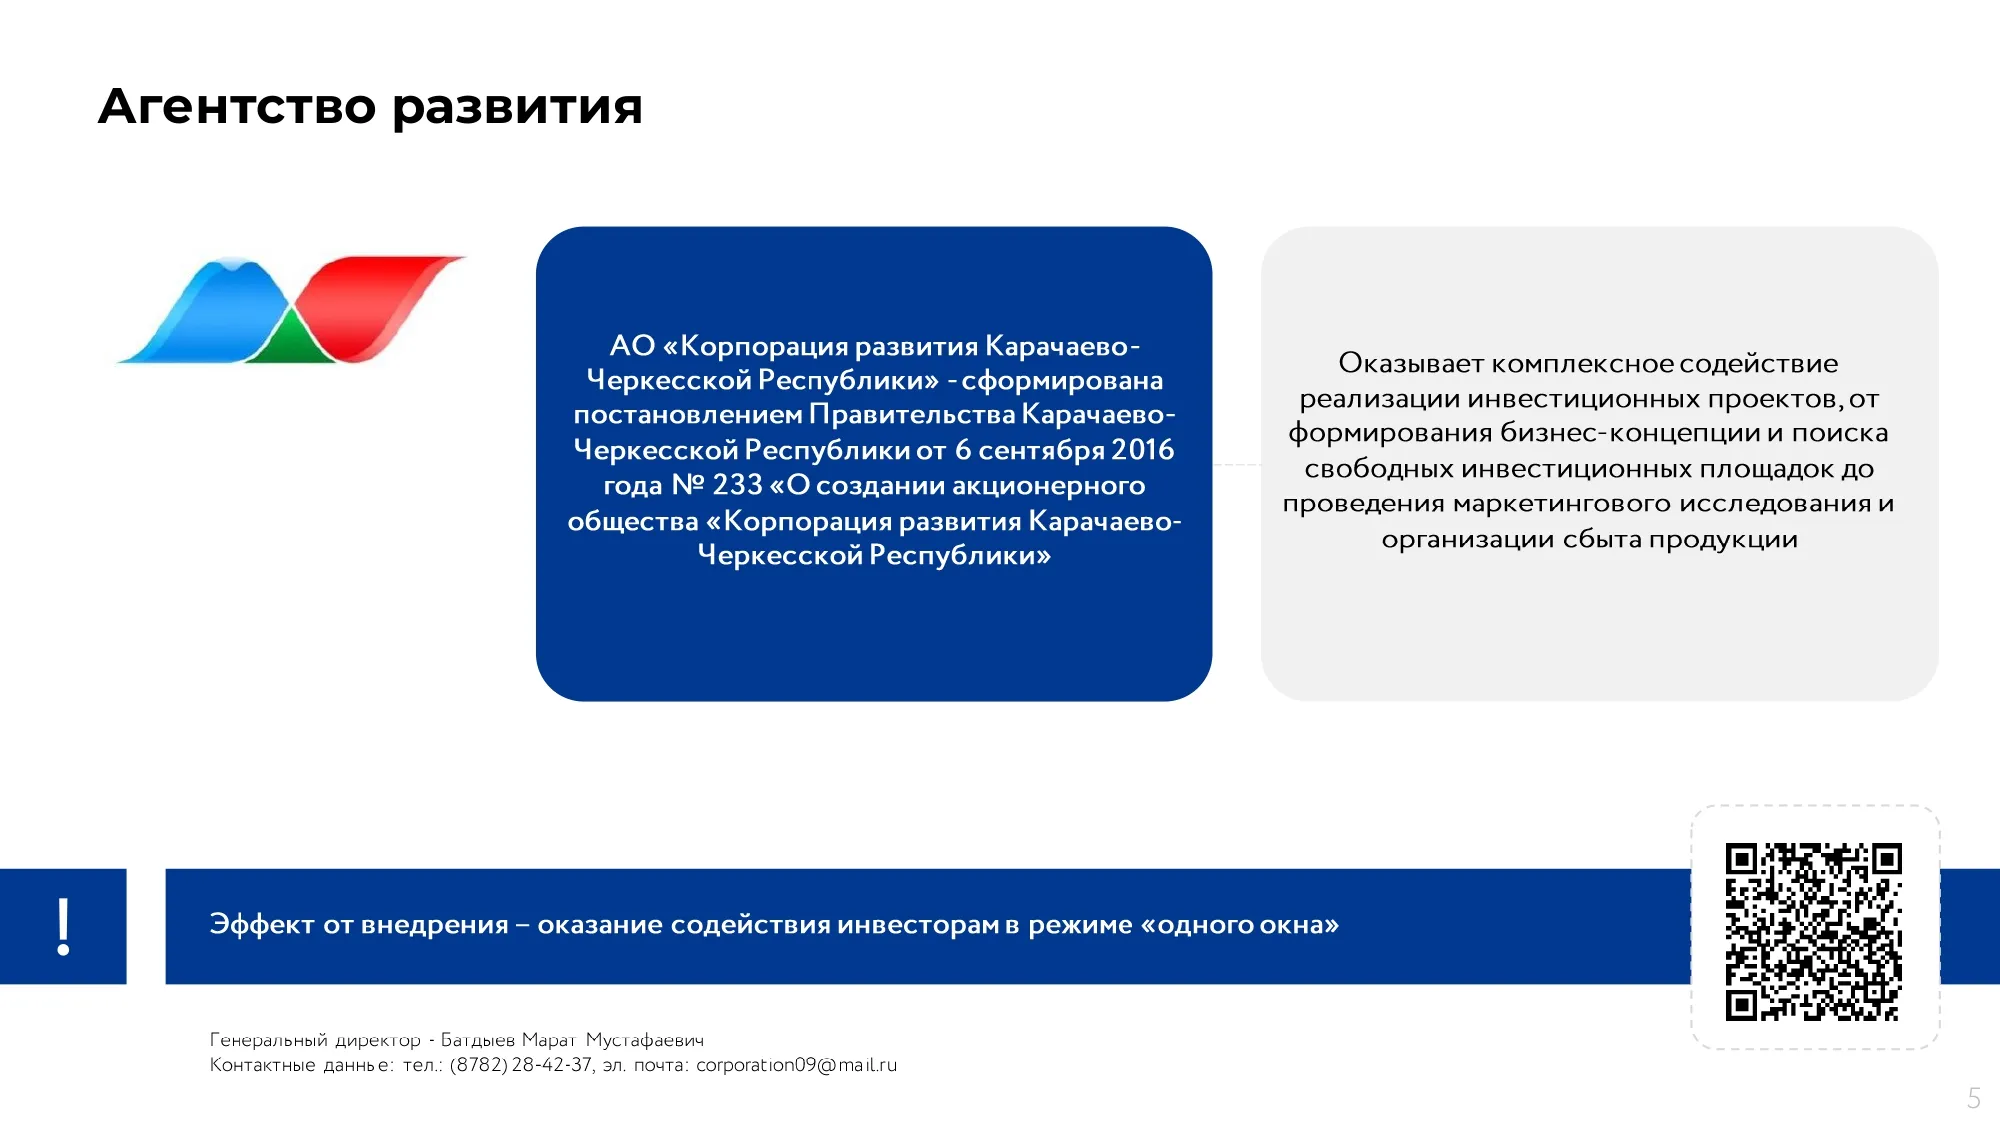 Агентство развития
АО «Корпорация развития Карачаево-
Черкесской Республики» - сформирована
постановлением Правительства Карачаево-
Черкесской Республики от 6 сентября 2016
года № 233 «О создании акционерного
общества «Корпорация развития Карачаево-
Черкесской Республики»
Оказывает комплексное содействие
реализации инвестиционных проектов, от
формирования бизнес-концепции и поиска
свободных инвестиционных площадок до
проведения маркетингового исследования и
организации сбыта продукции
!
Эффект от внедрения – оказание содействия инвесторам в режиме «одного окна»
Генеральный директор - Батдыев Марат Мустафаевич
Контактные данные: тел.: (8782) 28-42-37, эл. почта: corporation09@mail.ru
5